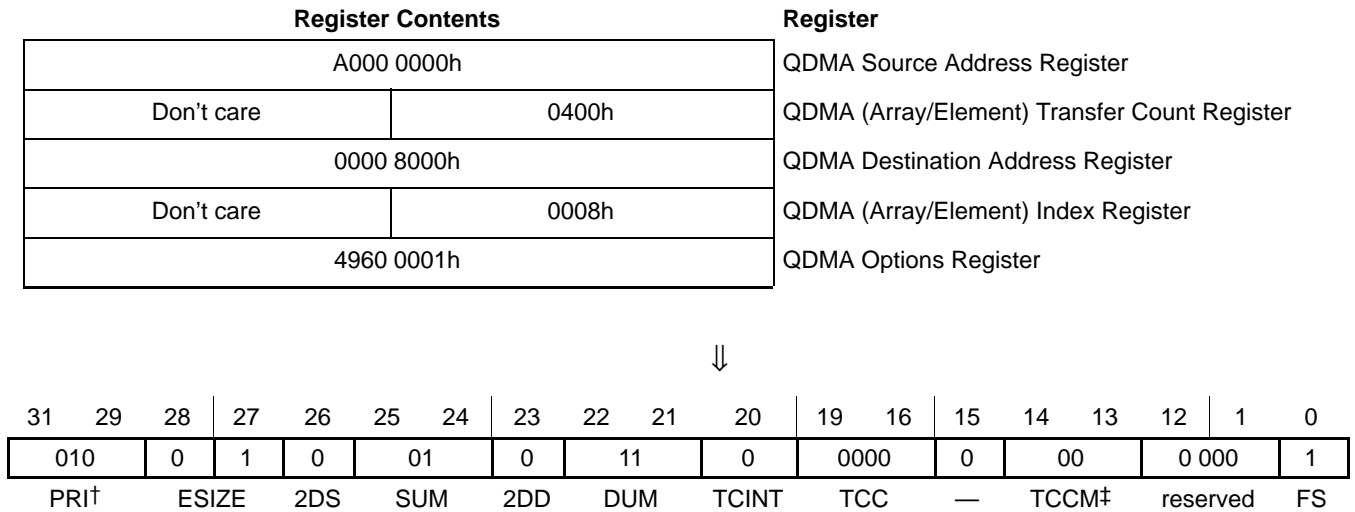 Register Contents Register
A000 0000h QDMA Source Address Register
Don't care 0400h QDMA (Array/Element) Transfer Count Register
0000 8000h QDMA Destination Address Register
Don't care 0008h QDMA (Array/Element) Index Register
4960 0001h QDMA Options Register
⇓
31 29 28 27 26 25 24 23 22 21 20 19 16 15 14 13 12 1 0
010 0 1 0 01 0 11 0 0000 0 00 0 000 1
PRI† ESIZE 2DS SUM 2DD DUM TCINT TCC — TCCM‡ reserved FS